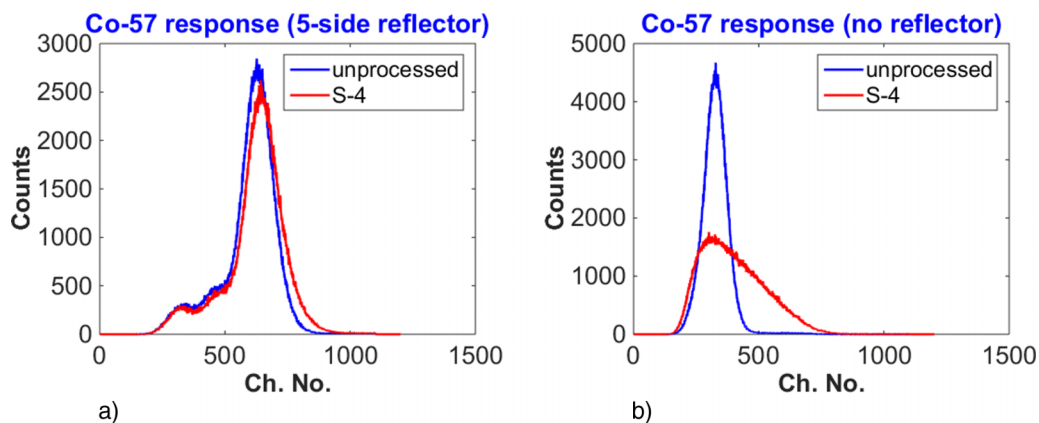 Co-57 response (5-side reflector)
3000
2500
2000
1500
1000
500
0
Counts
unprocessed
S-4
0 500 1000 1500
Ch. No.
a)
Co-57 response (no reflector)
5000
4000
3000
2000
1000
0
Counts
unprocessed
S-4
0 500 1000 1500
Ch. No.
b)